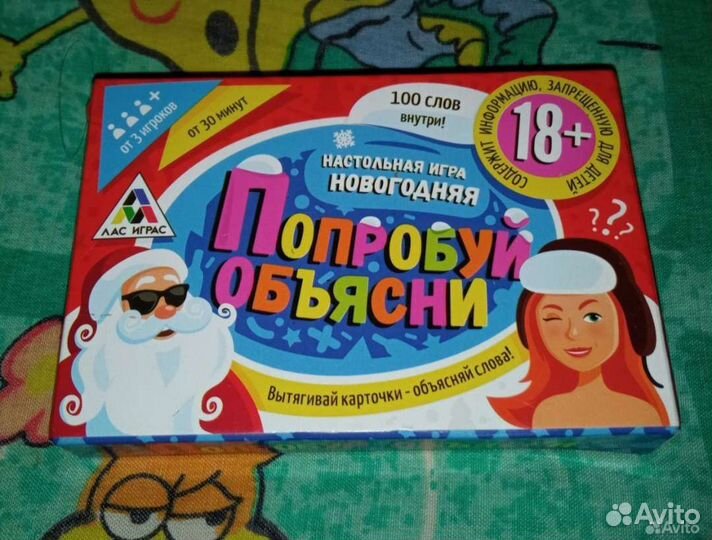 от 3 игроков
от 30 минут
100 слов
внутри!
СОДЕРЖИТ ИНФОРМАЦИЮ, ЗАПРЕЩЕННУЮ ДЛЯ ДЕТЕЙ
18+
НАСТОЛЬНАЯ ИГРА
НОВОГОДНЯЯ
ЛАС ИГРАС
ПОПРОБУЙ
ОБЪЯСНИ
???
Вытягивай карточки - объясняй слова!
Avito
Avito